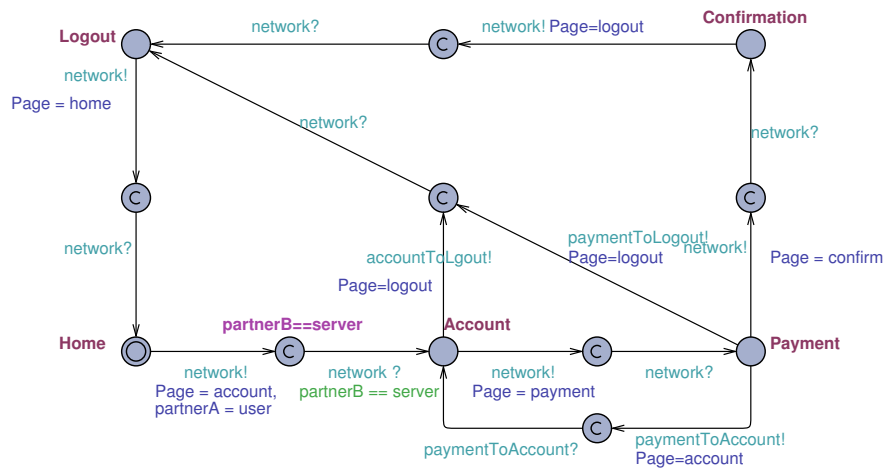 Confirmation
Logout
network?
network!
Page=logout
C
network!
Page = home
network?
network?
C
C
C
network?
paymentToLogout!
network!
accountToLgout!
Page=logout
Page = confirm
Page=logout
partnerB==server
Account
Home
Payment
C
C
network!
network ?
network!
network?
Page = account,
partnerB == server
Page = payment
partnerA = user
C
paymentToAccount?
paymentToAccount!
Page=account